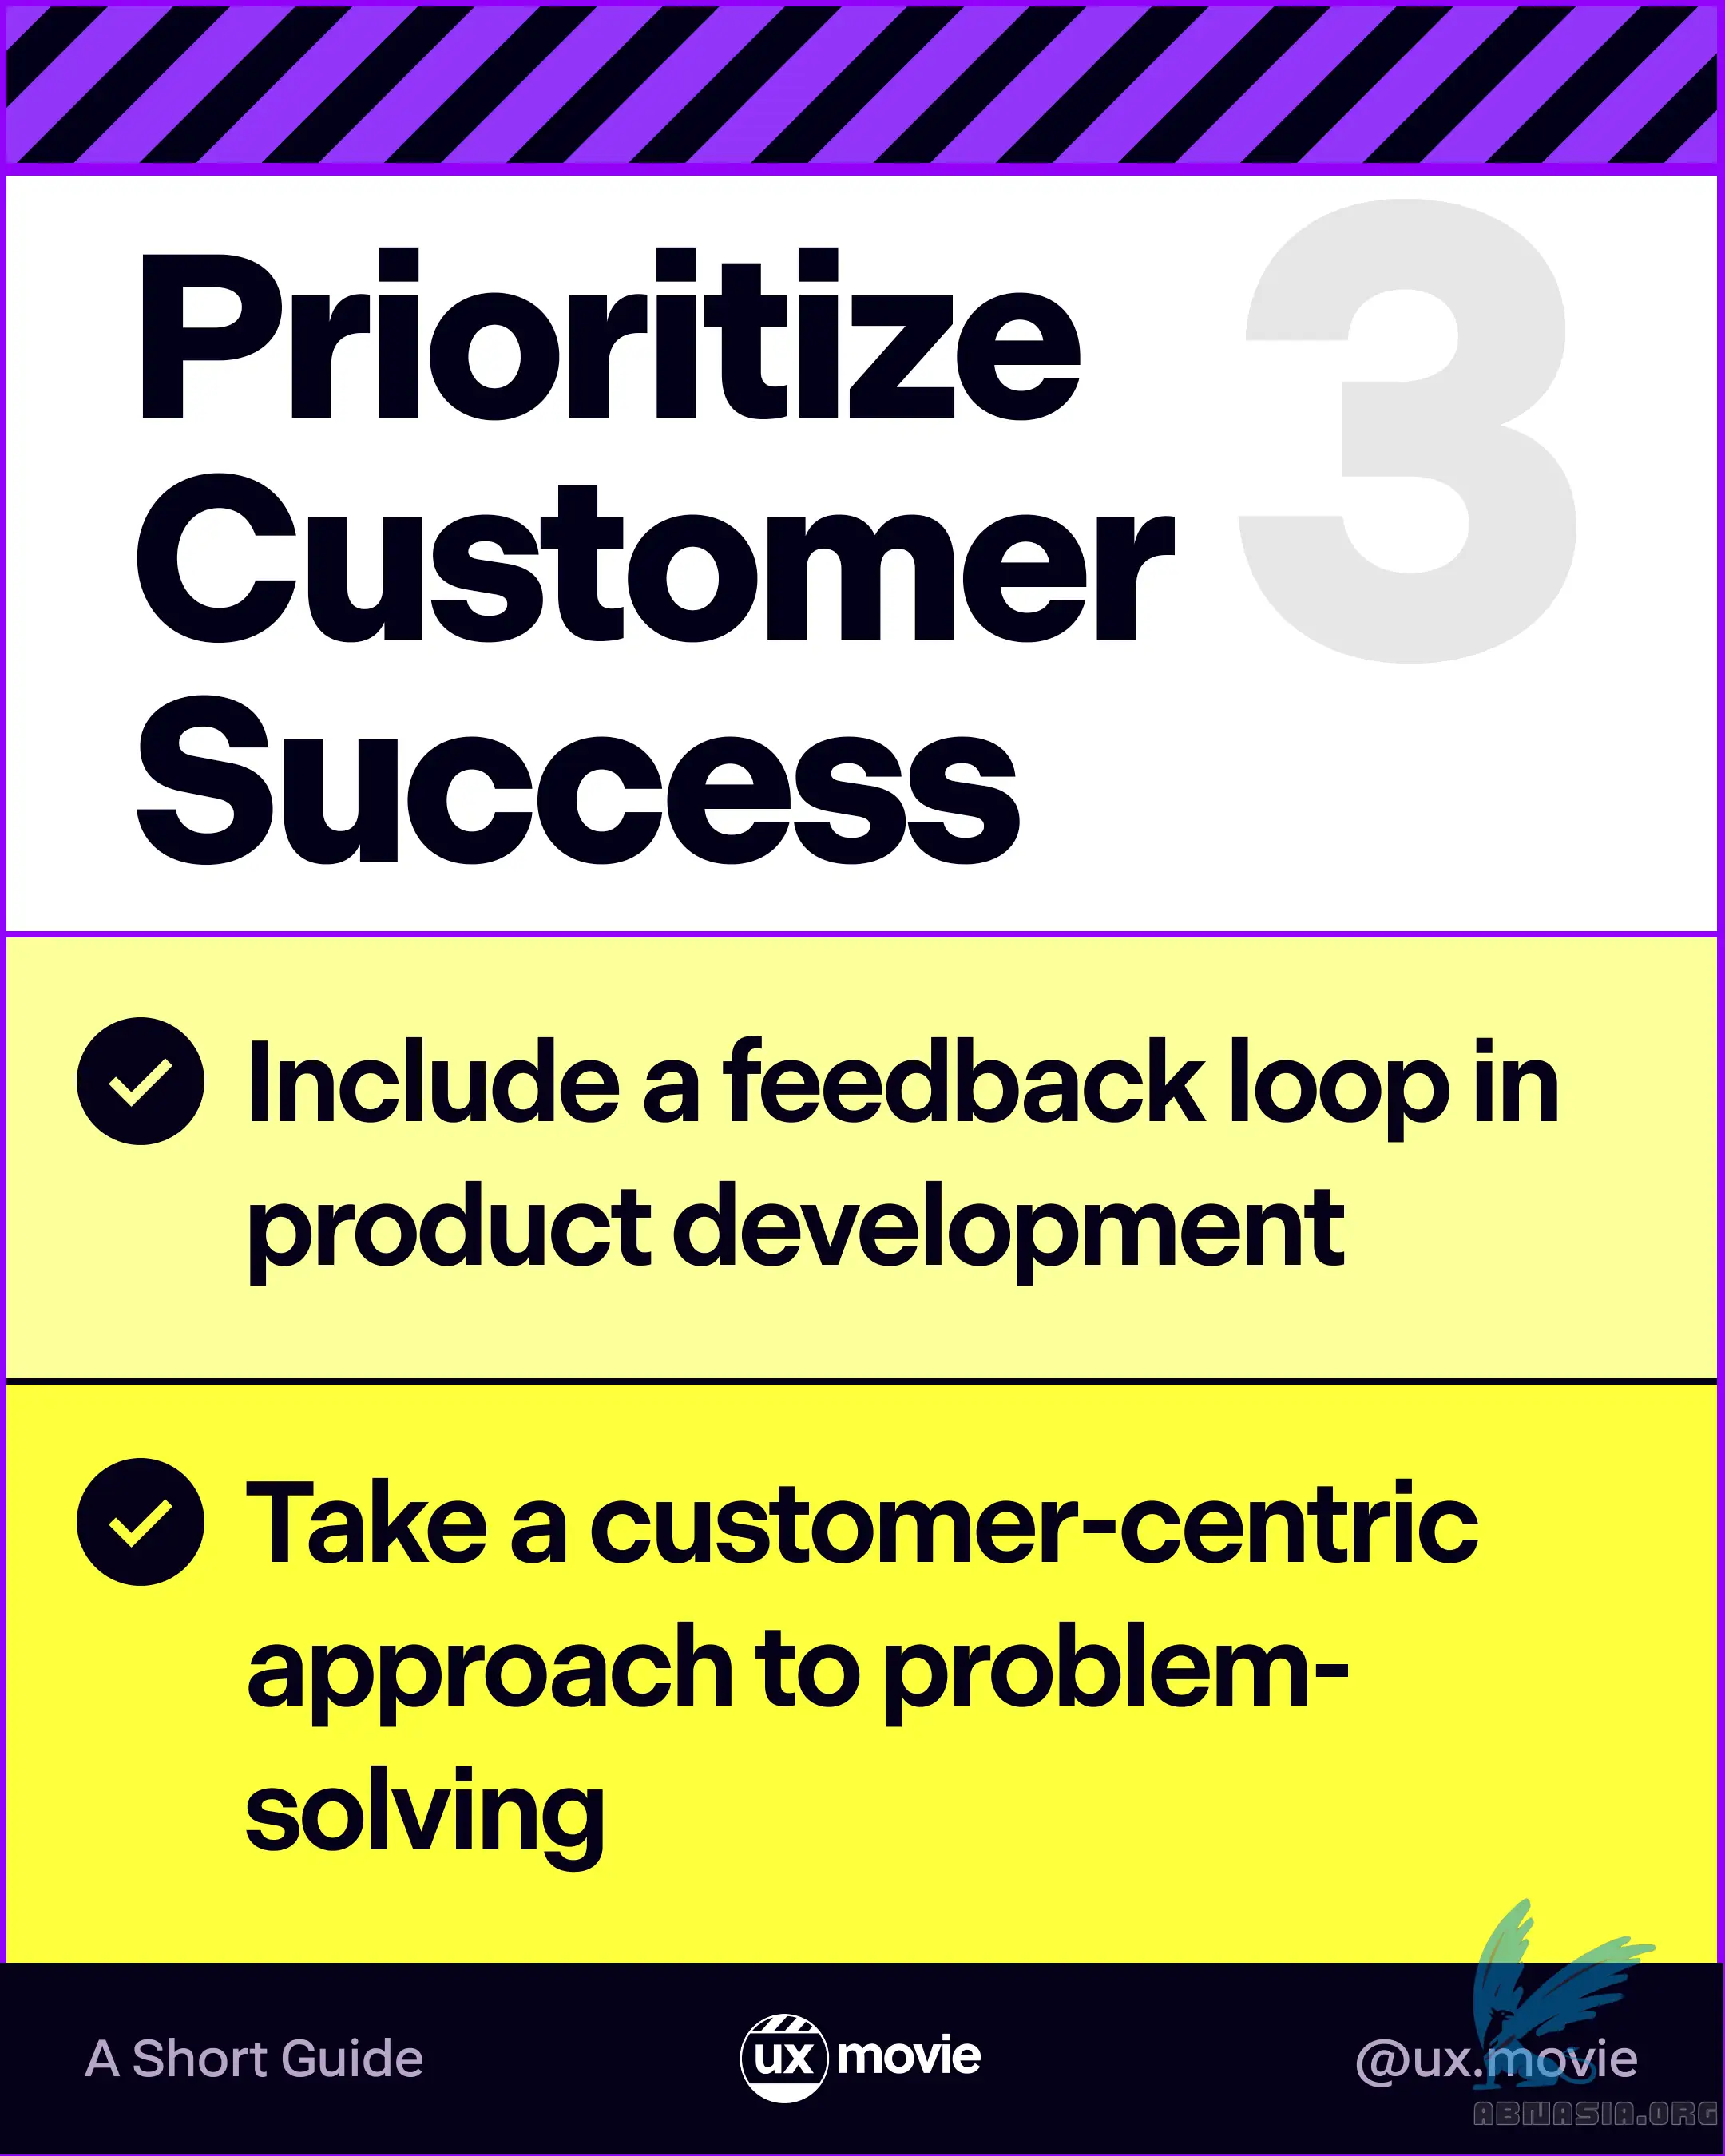 Prioritize
3
Customer
Success
Include a feedback loop in
product development
Take a customer-centric
approach to problem-
solving
A Short Guide
ux movie
@ux.movie
ABMASIA.ORG